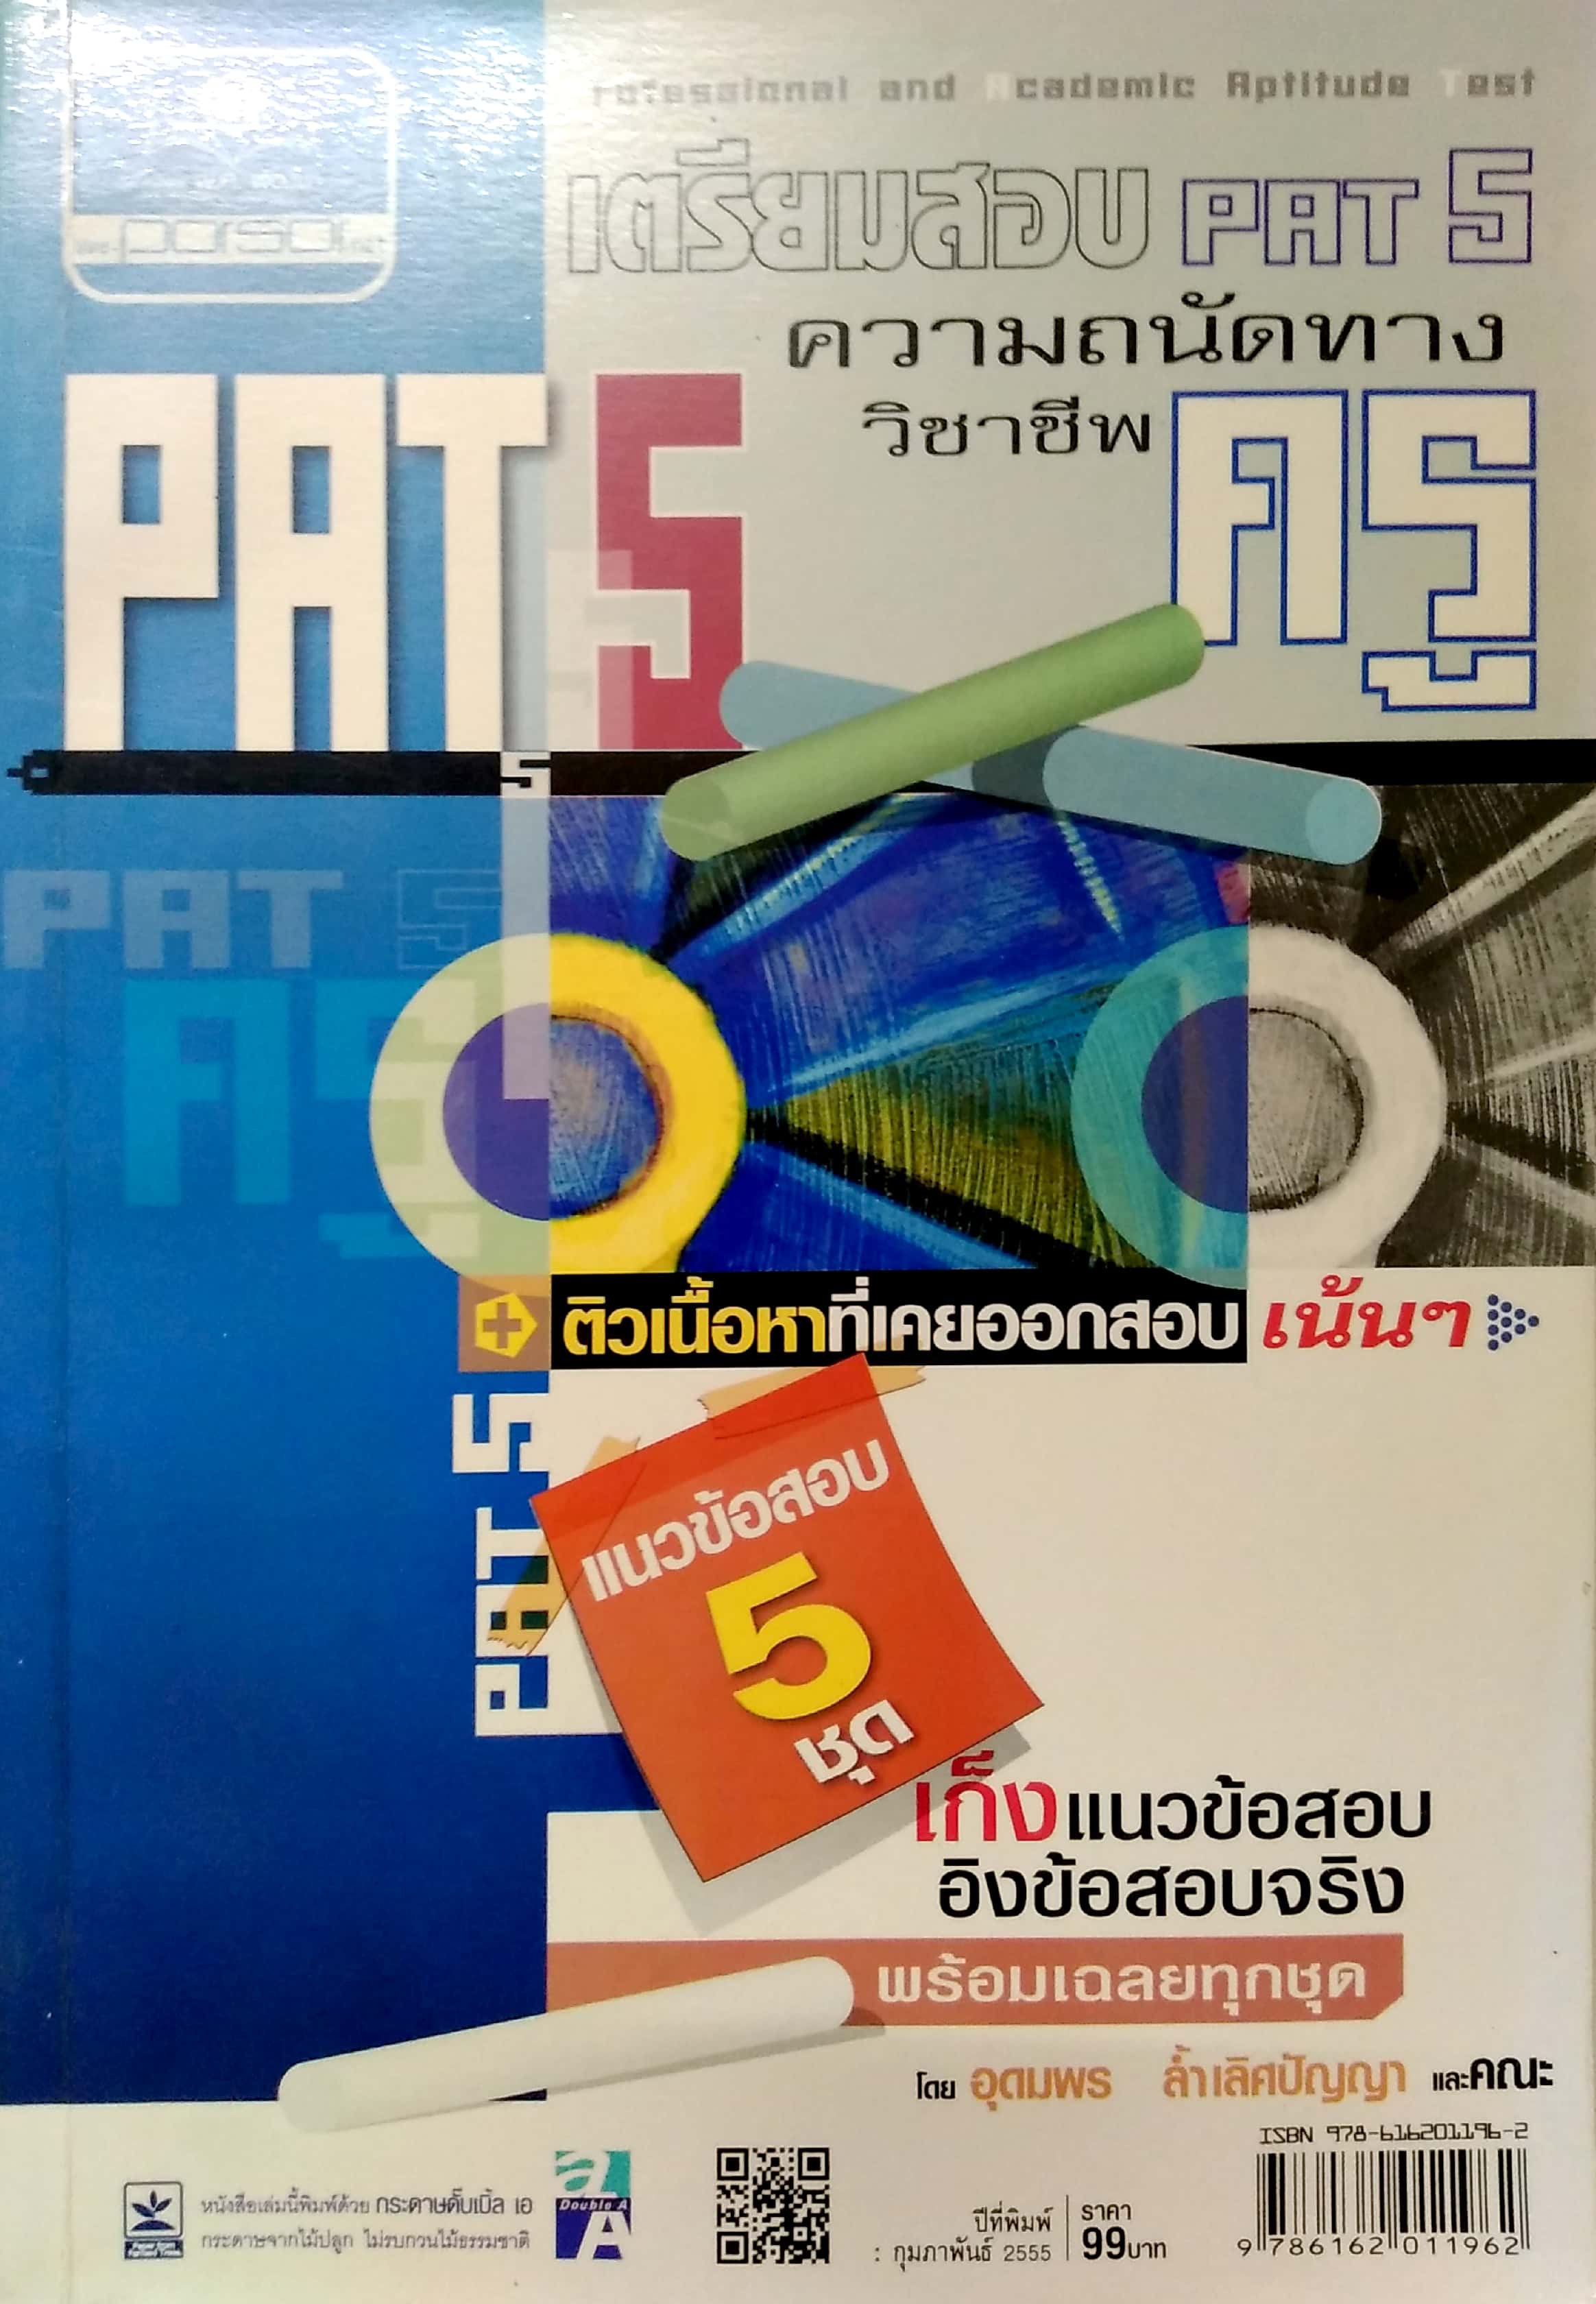 Professional and Academic Aptitude Test
เตรียมสอบ PAT 5
ความถนัดทาง
วิชาชีพ ครู
PAT 5
5
PAT 5
ครู
ติวเนื้อหาที่เคยออกสอบ เน้นๆ
PAT 5
แนวข้อสอบ
5
ชุด
เก็งแนวข้อสอบ
อิงข้อสอบจริง
พร้อมเฉลยทุกชุด
โดย อุดมพร ล้ำเลิศปัญญา และคณะ
ISBN 978-616201196-2
หนังสือเล่มนี้พิมพ์ด้วย กระดาษดั๊บเบิ้ล เอ
กระดาษจากไม้ปลูก ไม่รบกวนไม้ธรรมชาติ
Double A
ปีที่พิมพ์
: กุมภาพันธ์ 2555
ราคา
99บาท
9 786162 011962